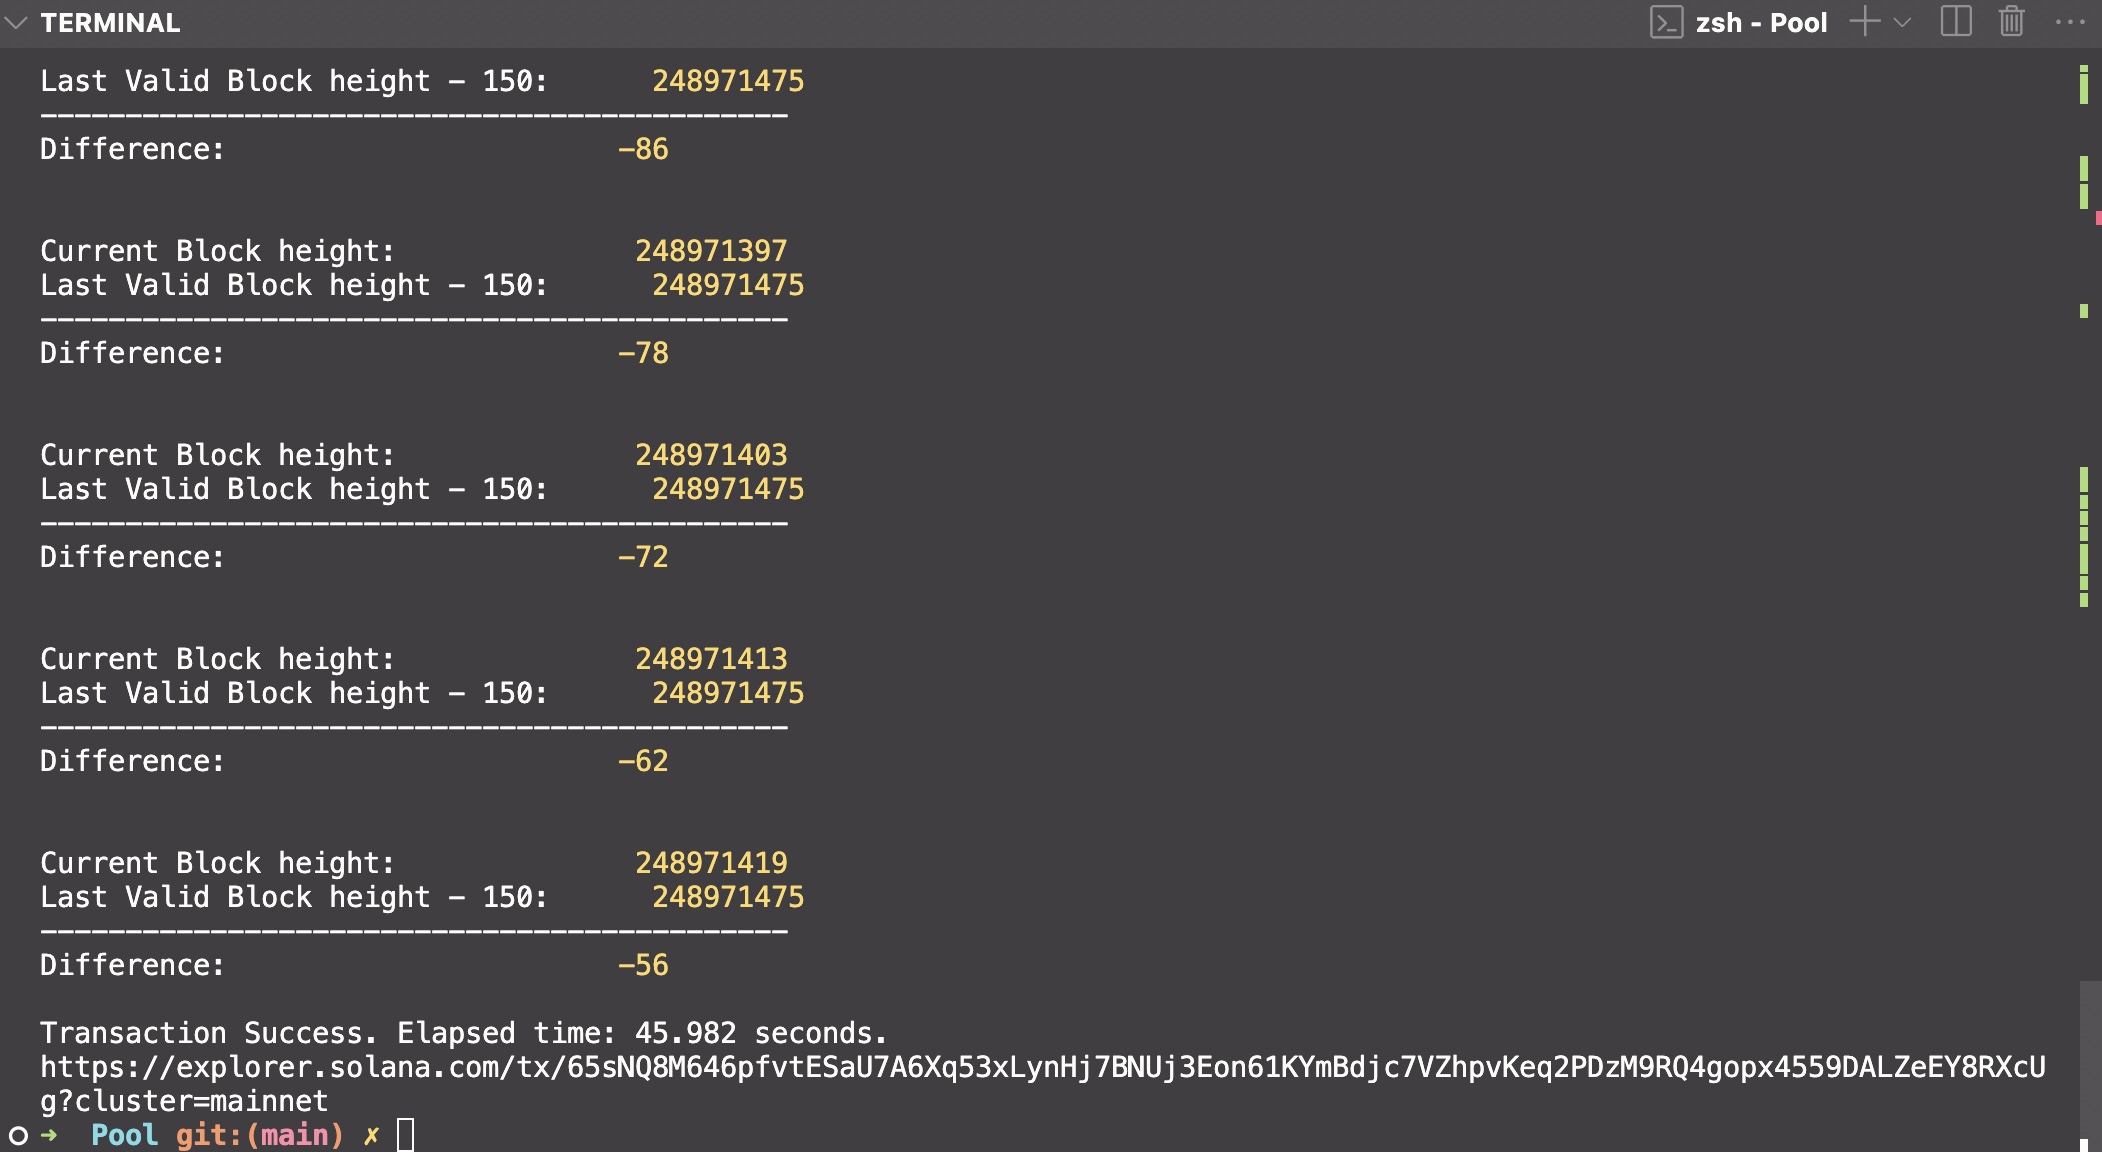 TERMINAL
zsh - Pool
Last Valid Block height - 150: 248971475
--------------------------------------------
Difference: -86
Current Block height: 248971397
Last Valid Block height - 150: 248971475
--------------------------------------------
Difference: -78
Current Block height: 248971403
Last Valid Block height - 150: 248971475
--------------------------------------------
Difference: -72
Current Block height: 248971413
Last Valid Block height - 150: 248971475
--------------------------------------------
Difference: -62
Current Block height: 248971419
Last Valid Block height - 150: 248971475
--------------------------------------------
Difference: -56
Transaction Success. Elapsed time: 45.982 seconds.
https://explorer.solana.com/tx/65sNQ8M646pfvtESaU7A6Xq53xLynHj7BNUj3Eon61KYmBdjc7VZhpvKeq2PDzM9RQ4gopx4559DALZeEY8RXcU
g?cluster=mainnet
➜ Pool git:(main) ✗